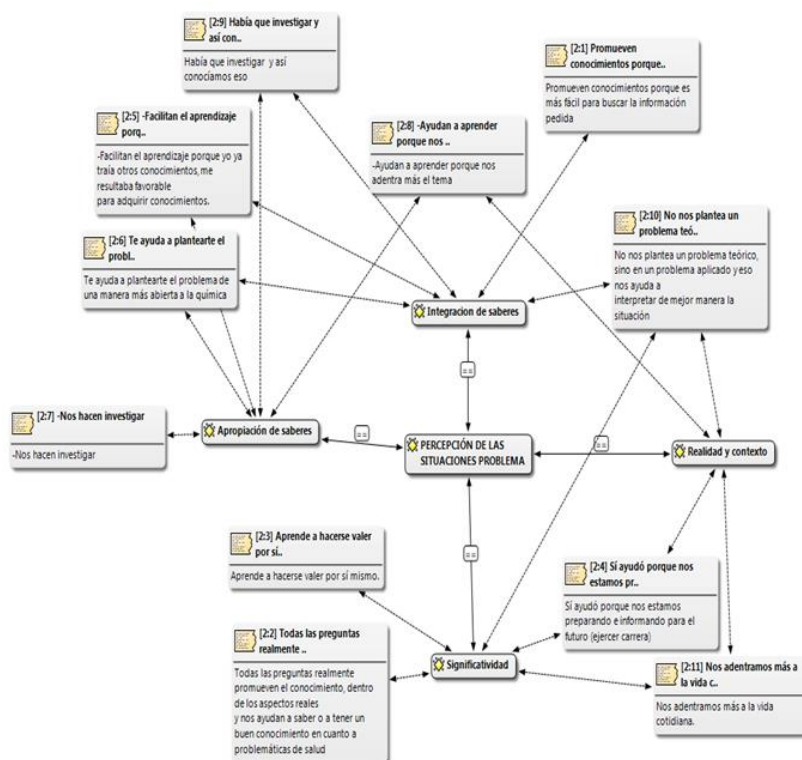 [2:9] Había que investigar y
así con..
Había que investigar y así
conocíamos eso
[2:1] Promueven
conocimientos porque..
Promueven conocimientos porque es
más fácil para buscar la información
pedida
[2:5] -Facilitan el aprendizaje
porq..
-Facilitan el aprendizaje porque yo ya
traía otros conocimientos, me
resultaba favorable
para adquirir conocimientos.
[2:8] -Ayudan a aprender
porque nos ..
-Ayudan a aprender porque nos
adentra más el tema
[2:6] Te ayuda a plantearte el
probl..
Te ayuda a plantearte el problema de
una manera más abierta a la química
[2:10] No nos plantea un
problema teó..
No nos plantea un problema teórico,
sino en un problema aplicado y eso
nos ayuda a
interpretar de mejor manera la
situación
Integracion de saberes
==
[2:7] -Nos hacen investigar
-Nos hacen investigar
Apropiación de saberes
==
PERCEPCIÓN DE LAS
SITUACIONES PROBLEMA
==
Realidad y contexto
==
[2:3] Aprende a hacerse valer
por sí..
Aprende a hacerse valer por sí mismo.
[2:4] Sí ayudó porque nos
estamos pr..
Sí ayudó porque nos estamos
preparando e informando para el
futuro (ejercer carrera)
[2:2] Todas las preguntas
realmente ..
Todas las preguntas realmente
promueven el conocimiento, dentro
de los aspectos reales
y nos ayudan a saber o a tener un
buen conocimiento en cuanto a
problemáticas de salud
Significatividad
[2:11] Nos adentramos más a
la vida c..
Nos adentramos más a la vida
cotidiana.